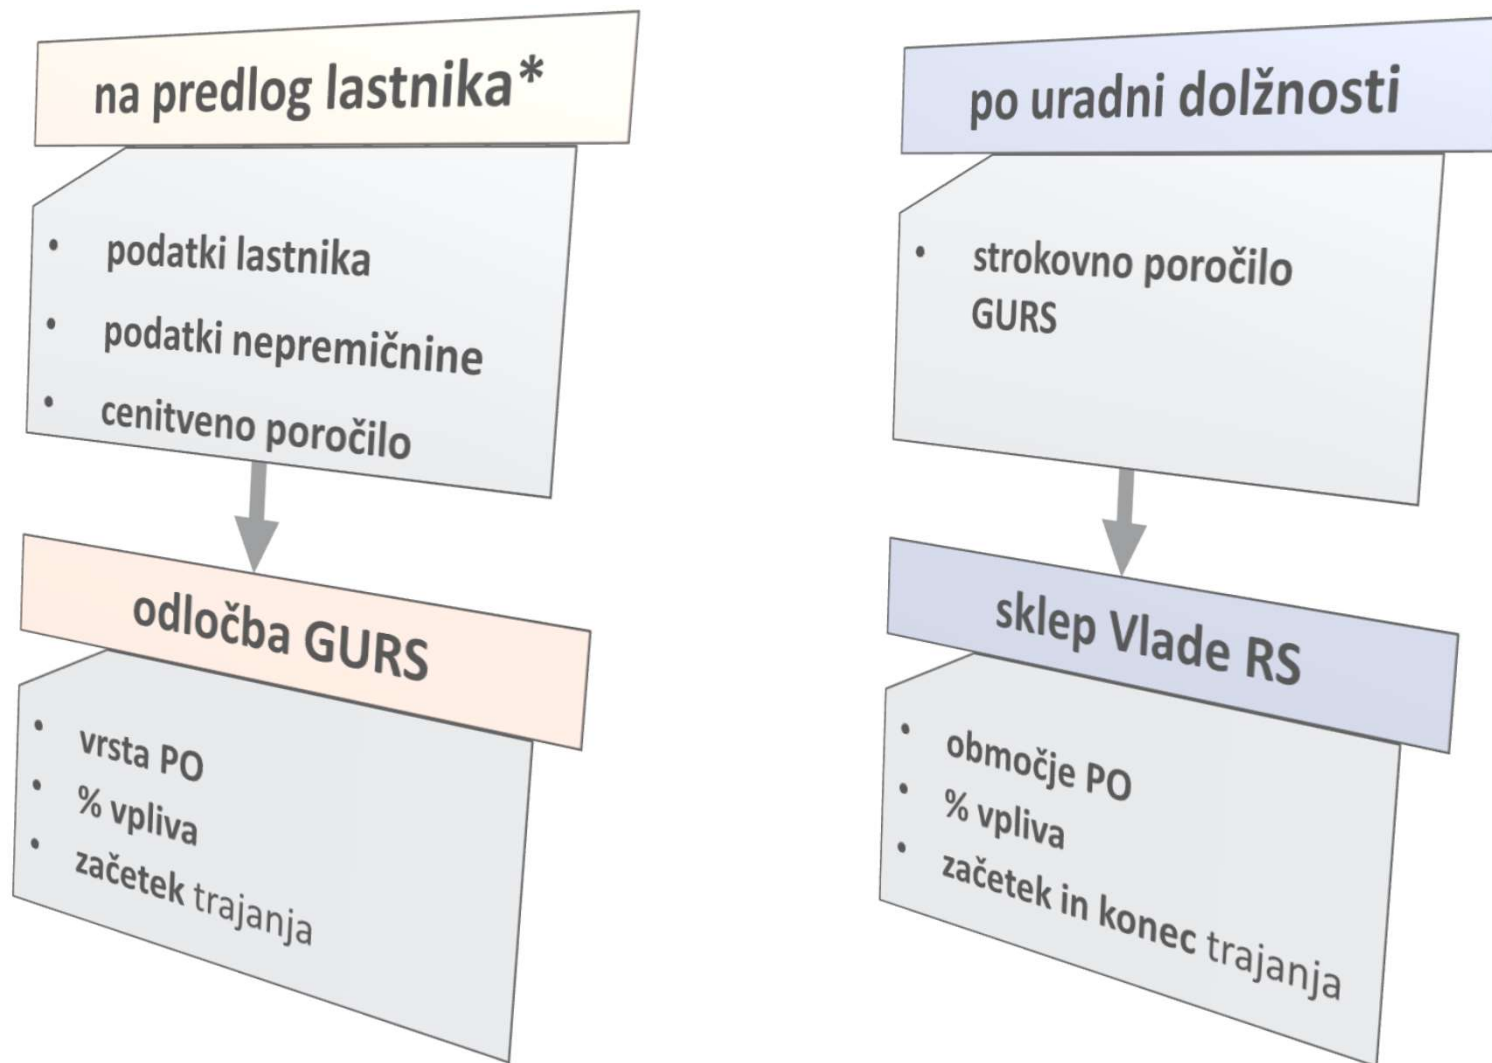 na predlog lastnika*
• podatki lastnika
• podatki nepremičnine
• cenitveno poročilo
odločba GURS
• vrsta PO
• % vpliva
• začetek trajanja
po uradni dolžnosti
• strokovno poročilo
GURS
sklep Vlade RS
• območje PO
• % vpliva
• začetek in konec trajanja